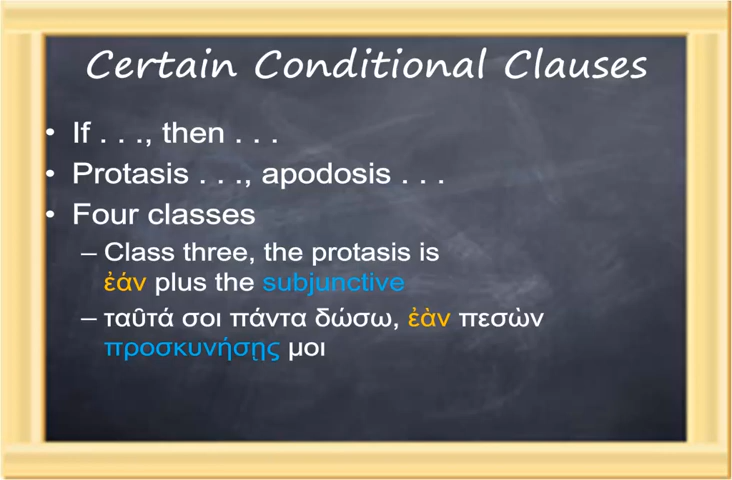 Certain Conditional Clauses
• If . . ., then . . .
• Protasis . . ., apodosis . . .
• Four classes
– Class three, the protasis is
ἐάν plus the subjunctive
– ταῦτά σοι πάντα δώσω, ἐὰν πεσὼν
προσκυνήσῃς μοι